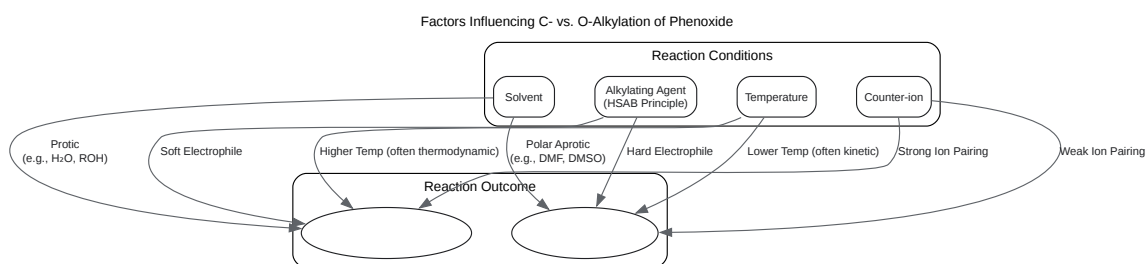 Factors Influencing C- vs. O-Alkylation of Phenoxide
Reaction Conditions
Solvent
Alkylating Agent
(HSAB Principle)
Temperature
Counter-ion
Protic
(e.g., H₂O, ROH)
Soft Electrophile
Higher Temp (often thermodynamic)
Polar Aprotic
(e.g., DMF, DMSO)
Hard Electrophile
Lower Temp (often kinetic)
Strong Ion Pairing
Weak Ion Pairing
Reaction Outcome